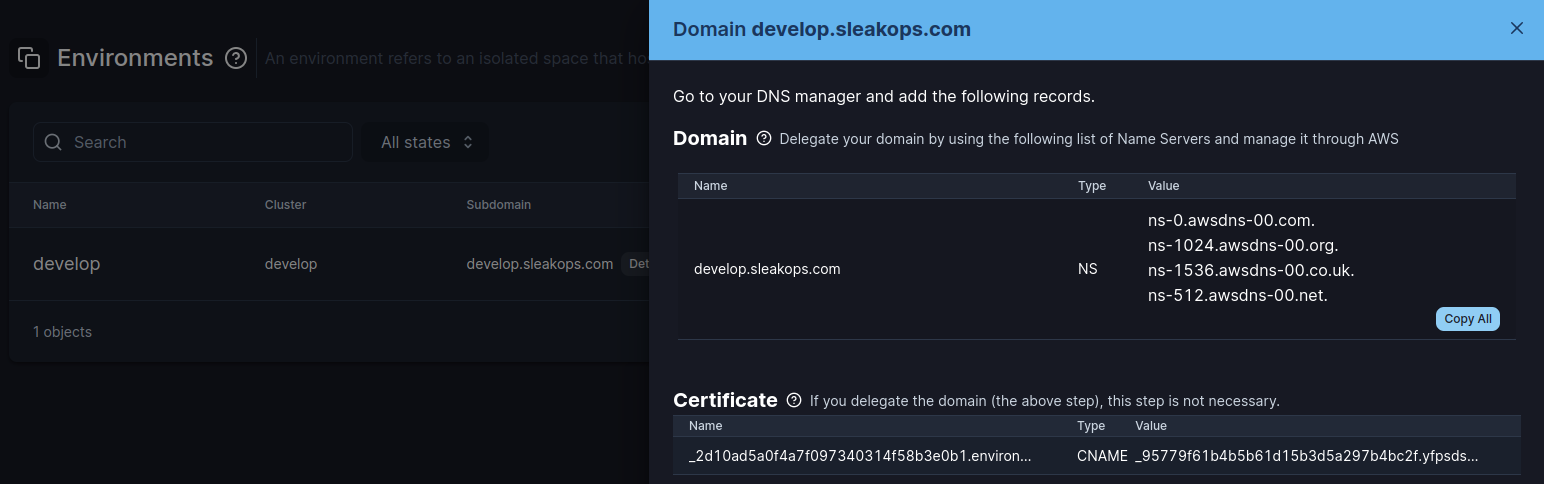 Environments
An environment refers to an isolated space that ho
Search
All states
Name Cluster Subdomain
develop develop develop.sleakops.com Det
1 objects
Domain develop.sleakops.com
Go to your DNS manager and add the following records.
Domain Delegate your domain by using the following list of Name Servers and manage it through AWS
Name Type Value
develop.sleakops.com NS
ns-0.awsdns-00.com.
ns-1024.awsdns-00.org.
ns-1536.awsdns-00.co.uk.
ns-512.awsdns-00.net.
Copy All
Certificate If you delegate the domain (the above step), this step is not necessary.
Name Type Value
_2d10ad5a0f4a7f097340314f58b3e0b1.environ... CNAME _95779f61b4b5b61d15b3d5a297b4bc2f.yfpsds...